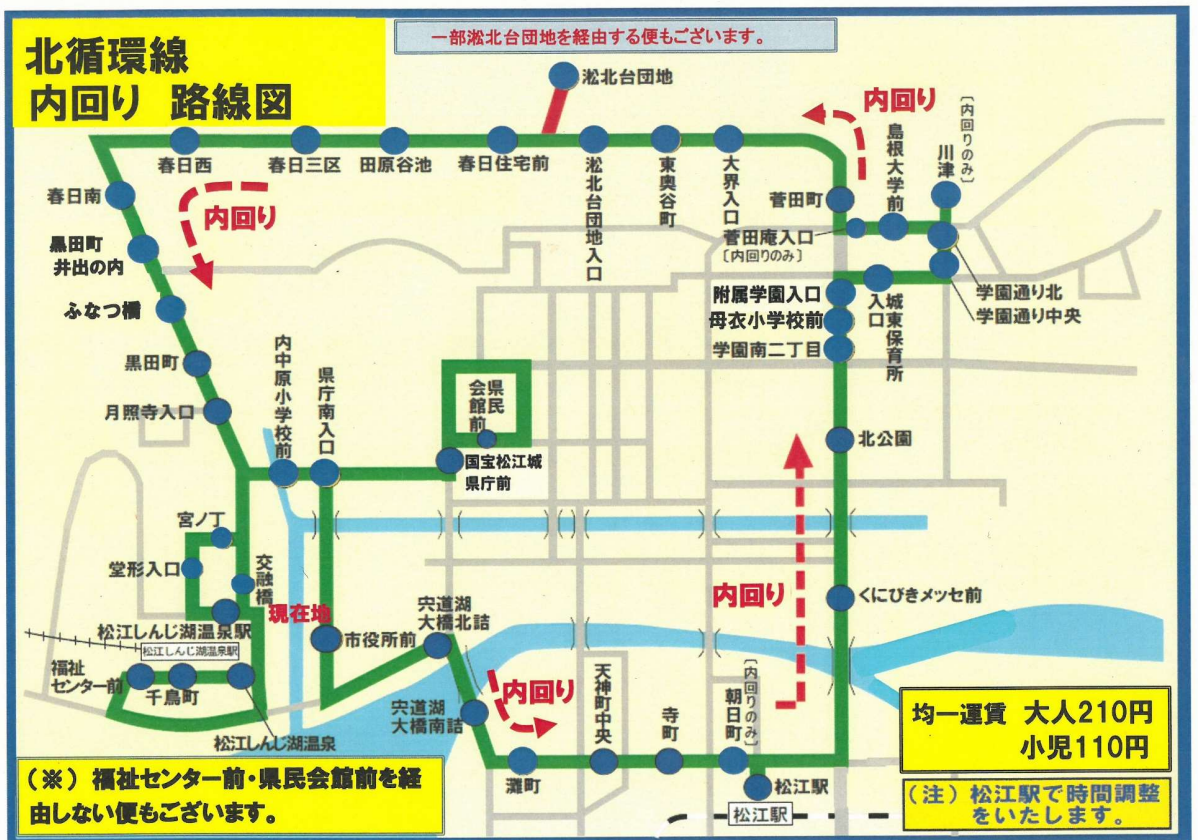 北循環線
内回り 路線図
一部淞北台団地を経由する便もございます。
淞北台団地
内回り
〔内回りのみ〕
川津
島根大学前
春日西
春日三区
田原谷池
春日住宅前
淞北台団地入口
東奥谷町
大界入口
菅田町
菅田庵入口
〔内回りのみ〕
春日南
内回り
黒田町
井出の内
ふなつ橋
黒田町
月照寺入口
内中原小学校前
県庁南入口
県民
会館前
国宝松江城
県庁前
附属学園入口
母衣小学校前
学園南二丁目
城東保育所
入口
学園通り北
学園通り中央
北公園
宮ノ丁
堂形入口
交融橋
現在地
松江しんじ湖温泉駅
松江しんじ湖温泉駅
福祉
センター前
千鳥町
松江しんじ湖温泉
市役所前
宍道湖
大橋北詰
宍道湖
大橋南詰
内回り
内回り
くにびきメッセ前
灘町
天神町中央
寺町
朝日町
〔内回りのみ〕
松江駅
松江駅
均一運賃 大人210円
小児110円
(注)松江駅で時間調整
をいたします。
(※)福祉センター前・県民会館前を経
由しない便もございます。